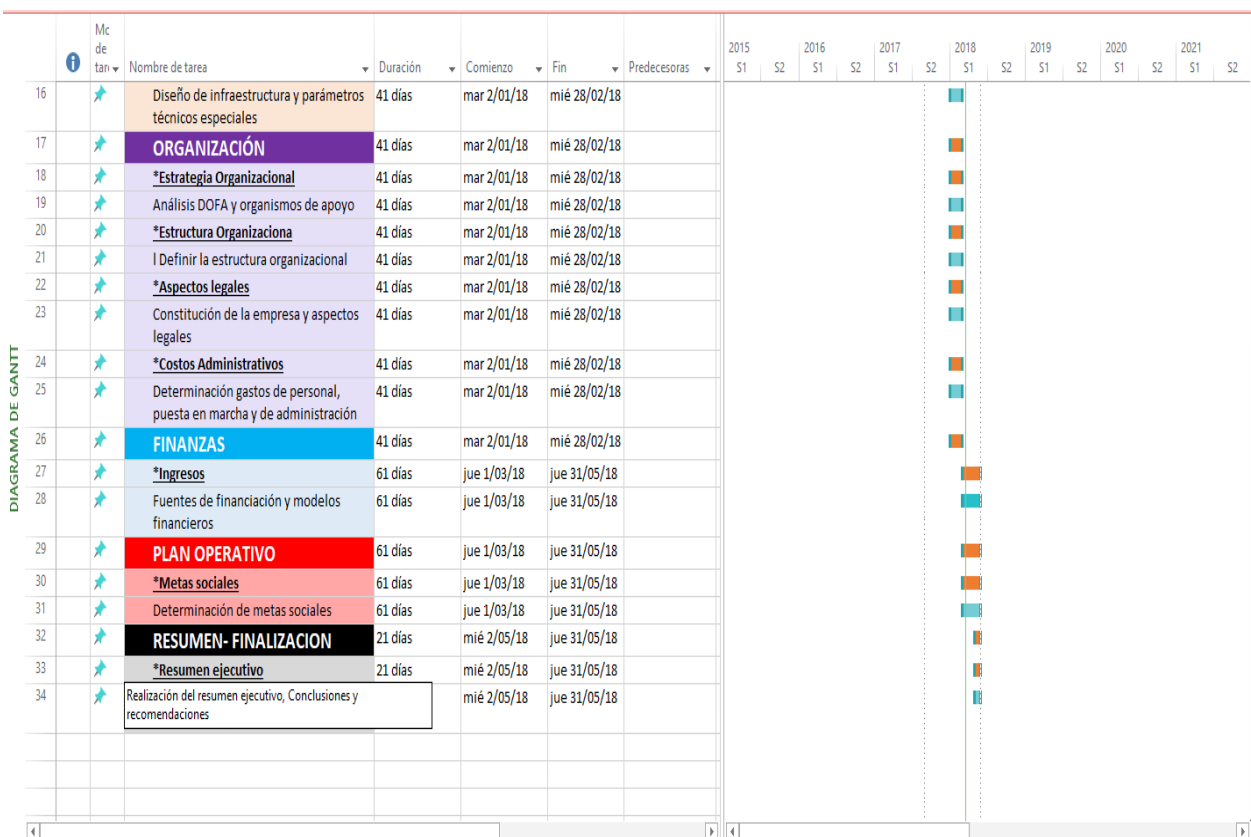 DIAGRAMA DE GANTT
Mc
de
tar
Nombre de tarea Duración Comienzo Fin Predecesoras
2015 2016 2017 2018 2019 2020 2021
S1 S2 S1 S2 S1 S2 S1 S2 S1 S2 S1 S2 S1 S2
16 Diseño de infraestructura y parámetros 41 días mar 2/01/18 mié 28/02/18
técnicos especiales
17 ORGANIZACIÓN 41 días mar 2/01/18 mié 28/02/18
18 *Estrategia Organizacional 41 días mar 2/01/18 mié 28/02/18
19 Análisis DOFA y organismos de apoyo 41 días mar 2/01/18 mié 28/02/18
20 *Estructura Organizaciona 41 días mar 2/01/18 mié 28/02/18
21 l Definir la estructura organizacional 41 días mar 2/01/18 mié 28/02/18
22 *Aspectos legales 41 días mar 2/01/18 mié 28/02/18
23 Constitución de la empresa y aspectos 41 días mar 2/01/18 mié 28/02/18
legales
24 *Costos Administrativos 41 días mar 2/01/18 mié 28/02/18
25 Determinación gastos de personal, 41 días mar 2/01/18 mié 28/02/18
puesta en marcha y de administración
26 FINANZAS 41 días mar 2/01/18 mié 28/02/18
27 *Ingresos 61 días jue 1/03/18 jue 31/05/18
28 Fuentes de financiación y modelos 61 días jue 1/03/18 jue 31/05/18
financieros
29 PLAN OPERATIVO 61 días jue 1/03/18 jue 31/05/18
30 *Metas sociales 61 días jue 1/03/18 jue 31/05/18
31 Determinación de metas sociales 61 días jue 1/03/18 jue 31/05/18
32 RESUMEN- FINALIZACION 21 días mié 2/05/18 jue 31/05/18
33 *Resumen ejecutivo 21 días mié 2/05/18 jue 31/05/18
34 Realización del resumen ejecutivo, Conclusiones y mié 2/05/18 jue 31/05/18
recomendaciones